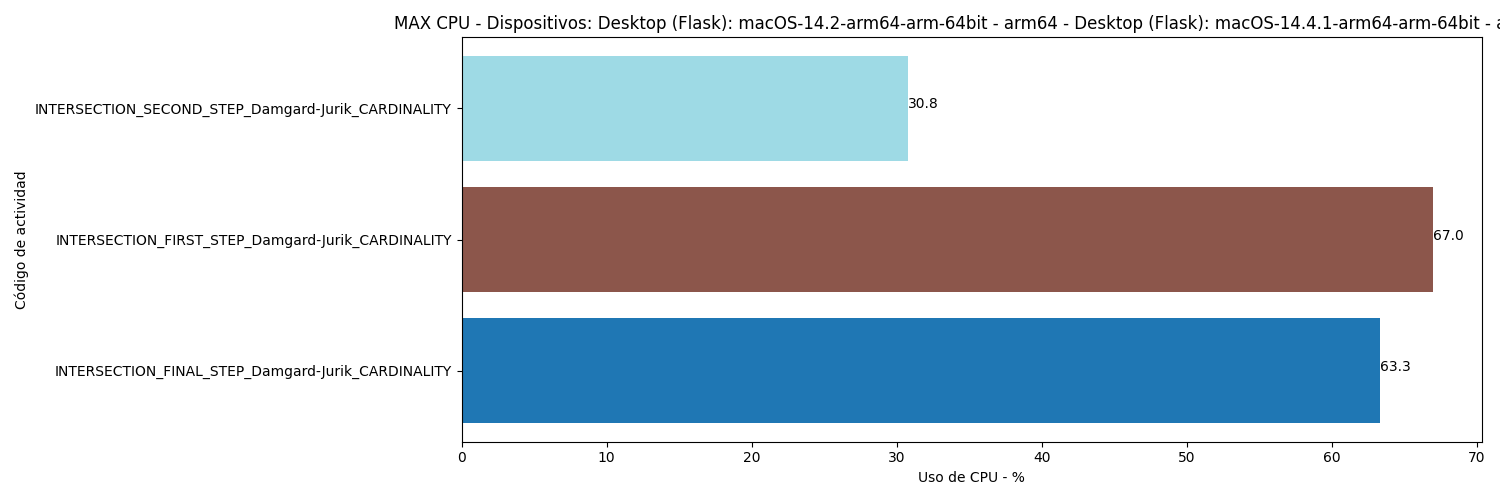 MAX CPU - Dispositivos: Desktop (Flask): macOS-14.2-arm64-arm-64bit - arm64 - Desktop (Flask): macOS-14.4.1-arm64-arm-64bit -
INTERSECTION_SECOND_STEP_Damgard-Jurik_CARDINALITY
30.8
INTERSECTION_FIRST_STEP_Damgard-Jurik_CARDINALITY
67.0
INTERSECTION_FINAL_STEP_Damgard-Jurik_CARDINALITY
63.3
Código de actividad
0 10 20 30 40 50 60 70
Uso de CPU - %